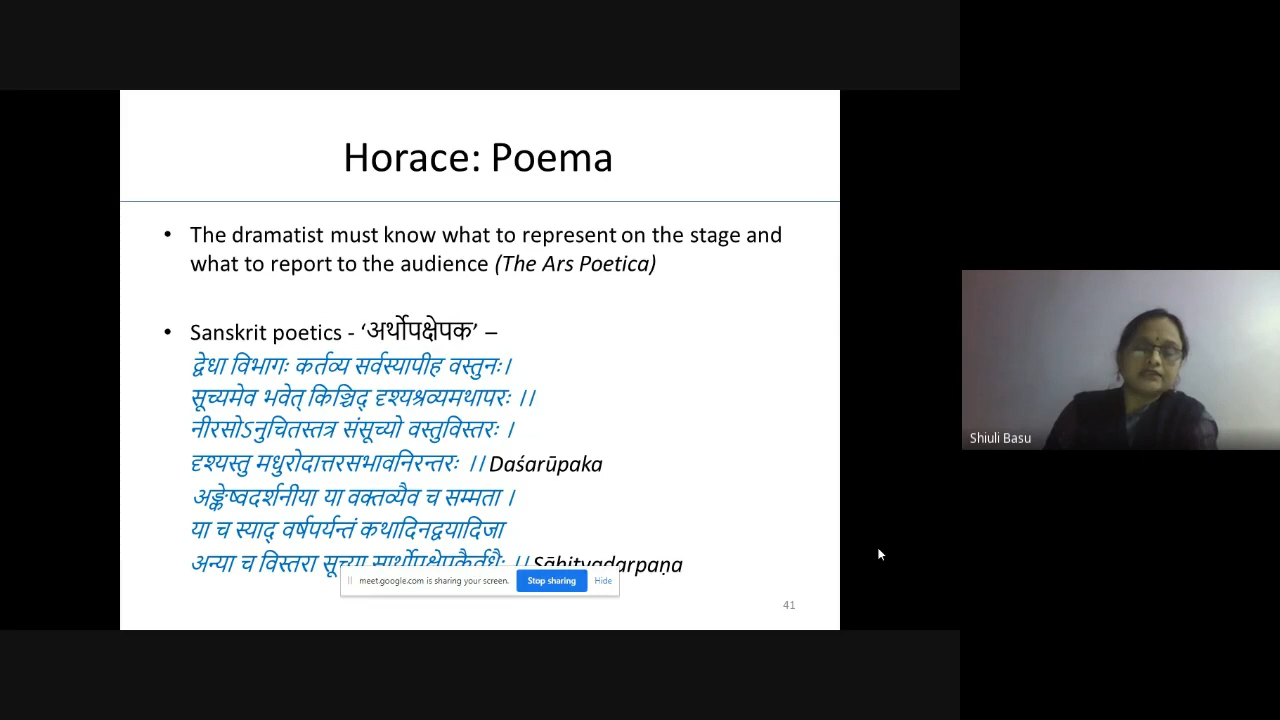 Horace: Poema
• The dramatist must know what to represent on the stage and
what to report to the audience (The Ars Poetica)
• Sanskrit poetics - ‘अर्थोपक्षेपक’ –
द्वेधा विभागः कर्तव्य सर्वस्यापीह वस्तुनः।
सूच्यमेव भवेत् किञ्चिद् दृश्यश्रव्यमथापरः ।।
नीरसोऽनुचितस्तत्र संसूच्यो वस्तुविस्तरः ।
दृश्यस्तु मधुरोदात्तरसभावनिरन्तरः ।। Daśarūpaka
अङ्केष्वदर्शनीया या वक्तव्यैव च सम्मता ।
या च स्याद् वर्षपर्यन्तं कथादिनद्वयादिजा
अन्या च विस्तरा सूच्या सार्थोपक्षेपकैर्वुधैः ।। Sāhityadarpaṇa
meet.google.com is sharing your screen. Stop sharing Hide
41
Shiuli Basu